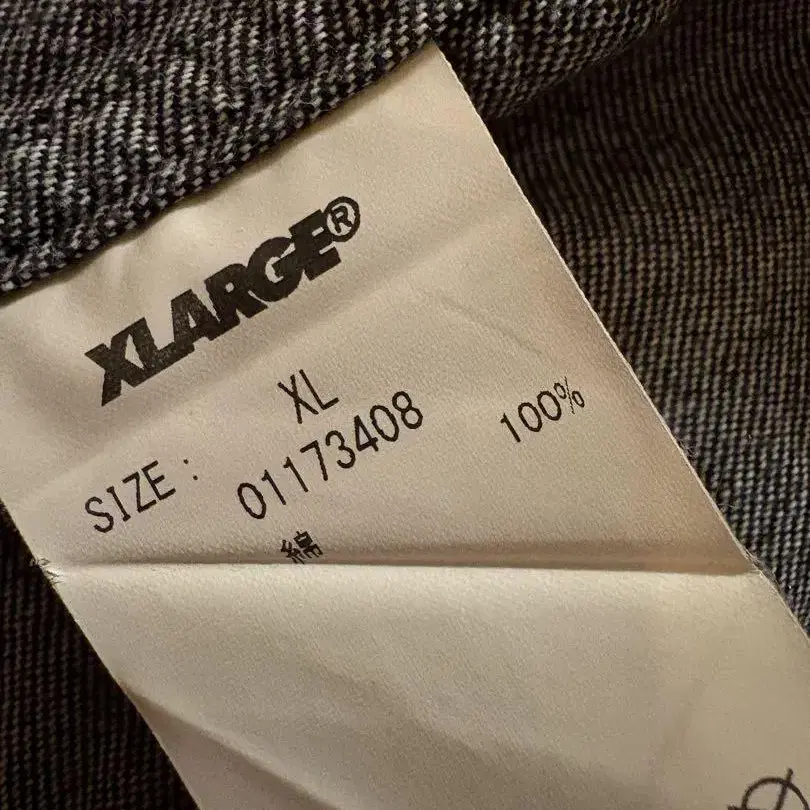 XLARGE®
XL
SIZE : 01173408
綿 100%